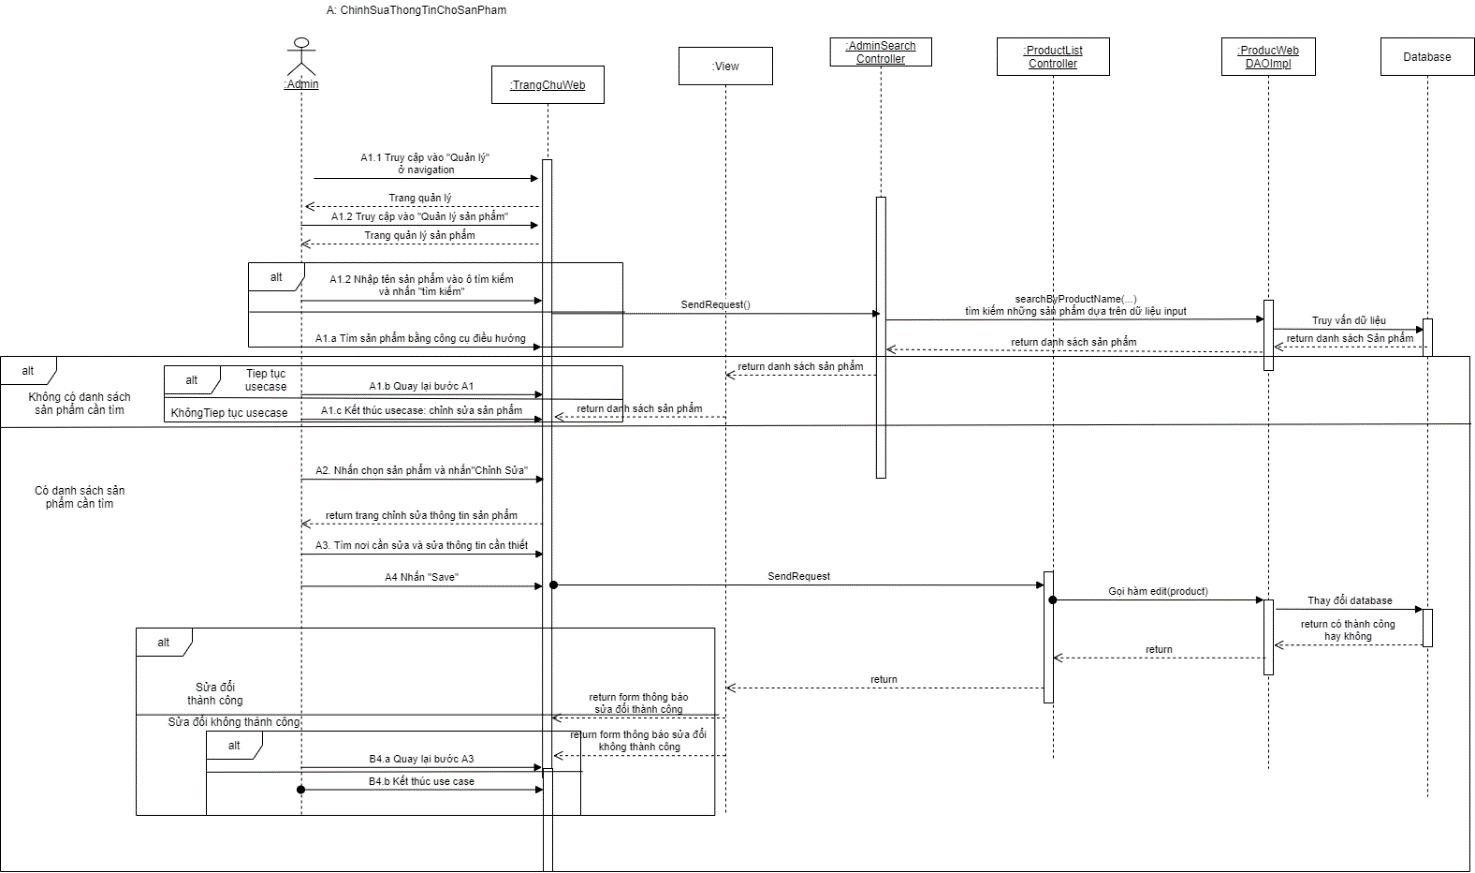 A: ChinhSuaThongTinChoSanPham
:Admin
:TrangChuWeb
:View
:AdminSearch
Controller
:ProductList
Controller
:ProducWeb
DAOImpl
Database
A1.1 Truy cập vào "Quản lý"
ở navigation
Trang quản lý
A1.2 Truy cập vào "Quản lý sản phẩm"
Trang quản lý sản phẩm
alt
A1.2 Nhập tên sản phẩm vào ô tìm kiếm
và nhấn "tìm kiếm"
SendRequest()
searchByProductName(...)
tìm kiếm những sản phẩm dựa trên dữ liệu input
Truy vấn dữ liệu
A1.a Tìm sản phẩm bằng công cụ điều hướng
return danh sách sản phẩm
return danh sách Sản phẩm
alt
Không có danh sách
sản phẩm cần tìm
alt
Tiep tục
usecase
A1.b Quay lại bước A1
return danh sách sản phẩm
KhôngTiep tục usecase
A1.c Kết thúc usecase: chỉnh sửa sản phẩm
return danh sách sản phẩm
Có danh sách sản
phẩm cần tìm
A2. Nhấn chọn sản phẩm và nhấn"Chỉnh Sửa"
return trang chỉnh sửa thông tin sản phẩm
A3. Tìm nơi cần sửa và sửa thông tin cần thiết
A4 Nhấn "Save"
SendRequest
Gọi hàm edit(product)
Thay đổi database
return có thành công
hay không
return
return
alt
Sửa đổi
thành công
return form thông báo
sửa đổi thành công
Sửa đổi không thành công
return form thông báo sửa đổi
không thành công
alt
B4.a Quay lại bước A3
B4.b Kết thúc use case